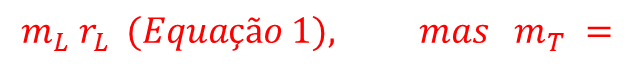 m_L r_L (Equação 1), mas m_T =